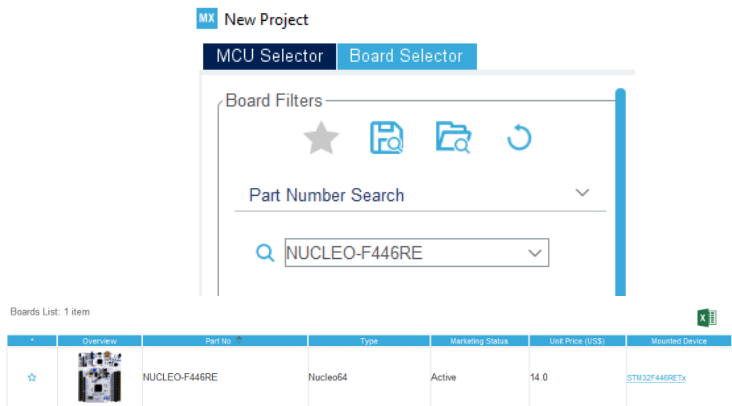 MX New Project
MCU Selector Board Selector
Board Filters
Part Number Search
NUCLEO-F446RE
Boards List: 1 item
X
* Overview Part No Type Marketing Status Unit Price (US$) Mounted Device
NUCLEO-F446RE Nucleo64 Active 14.0 STM32F446RETx